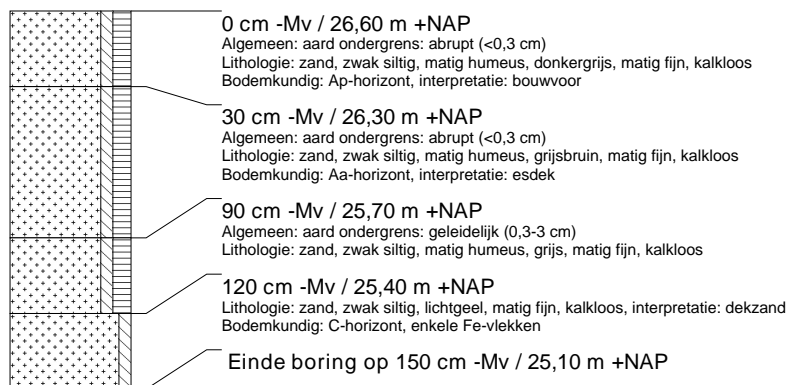 0 cm -Mv / 26,60 m +NAP
Algemeen: aard ondergrens: abrupt (<0,3 cm)
Lithologie: zand, zwak siltig, matig humeus, donkergrijs, matig fijn, kalkloos
Bodemkundig: Ap-horizont, interpretatie: bouwvoor
30 cm -Mv / 26,30 m +NAP
Algemeen: aard ondergrens: abrupt (<0,3 cm)
Lithologie: zand, zwak siltig, matig humeus, grijsbruin, matig fijn, kalkloos
Bodemkundig: Aa-horizont, interpretatie: esdek
90 cm -Mv / 25,70 m +NAP
Algemeen: aard ondergrens: geleidelijk (0,3-3 cm)
Lithologie: zand, zwak siltig, matig humeus, grijs, matig fijn, kalkloos
120 cm -Mv / 25,40 m +NAP
Lithologie: zand, zwak siltig, lichtgeel, matig fijn, kalkloos, interpretatie: dekzand
Bodemkundig: C-horizont, enkele Fe-vlekken
Einde boring op 150 cm -Mv / 25,10 m +NAP